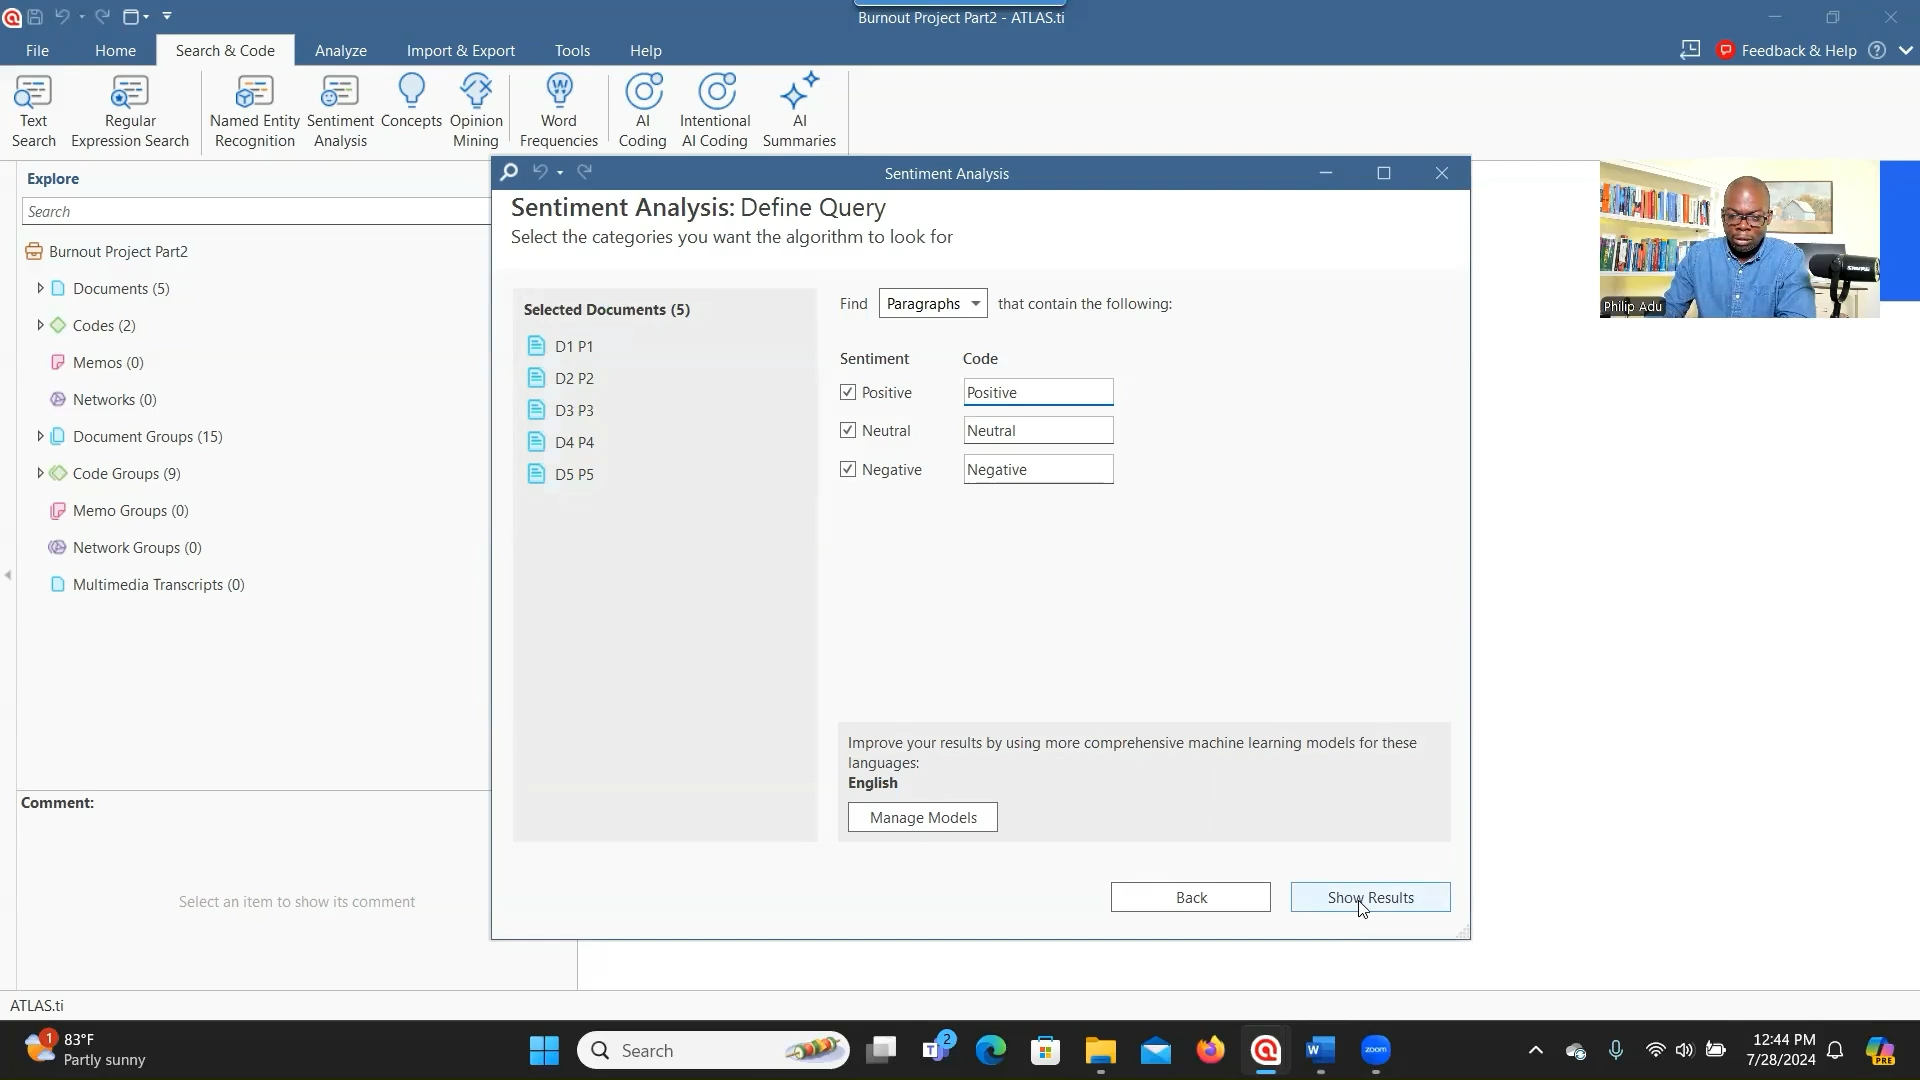 Burnout Project Part2 - ATLAS.ti
File Home Search & Code Analyze Import & Export Tools Help Feedback & Help
Text Search
Regular Expression Search
Named Entity Recognition
Sentiment Analysis
Concepts
Opinion Mining
Word Frequencies
AI Coding
Intentional AI Coding
AI Summaries
Explore
Search
Burnout Project Part2
Documents (5)
Codes (2)
Memos (0)
Networks (0)
Document Groups (15)
Code Groups (9)
Memo Groups (0)
Network Groups (0)
Multimedia Transcripts (0)
Comment:
Select an item to show its comment
Sentiment Analysis
Sentiment Analysis: Define Query
Select the categories you want the algorithm to look for
Selected Documents (5)
D1 P1
D2 P2
D3 P3
D4 P4
D5 P5
Find Paragraphs that contain the following:
Sentiment Code
Positive Positive
Neutral Neutral
Negative Negative
Improve your results by using more comprehensive machine learning models for these
languages:
English
Manage Models
Back Show Results
Philip Adu
ATLAS.ti
1 83°F
Partly sunny
Search
2
zoom
12:44 PM
7/28/2024
PRE